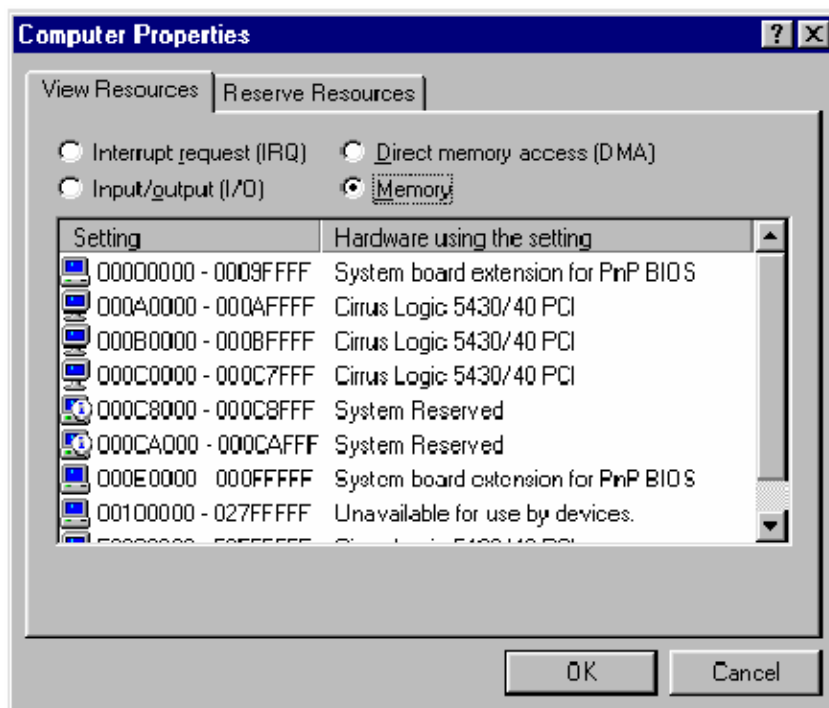 Computer Properties
View Resources Reserve Resources
Interrupt request (IRQ) Direct memory access (DMA)
Input/output (I/O) Memory
Setting Hardware using the setting
00000000 - 0009FFFF System board extension for PnP BIOS
000A0000 - 000AFFFF Cirrus Logic 5430/40 PCI
000B0000 - 000BFFFF Cirrus Logic 5430/40 PCI
000C0000 - 000C7FFF Cirrus Logic 5430/40 PCI
000C8000 - 000C8FFF System Reserved
000CA000 - 000CAFFF System Reserved
000E0000 000FFFFF System board extension for PnP BIOS
00100000 - 027FFFFF Unavailable for use by devices.
OK Cancel